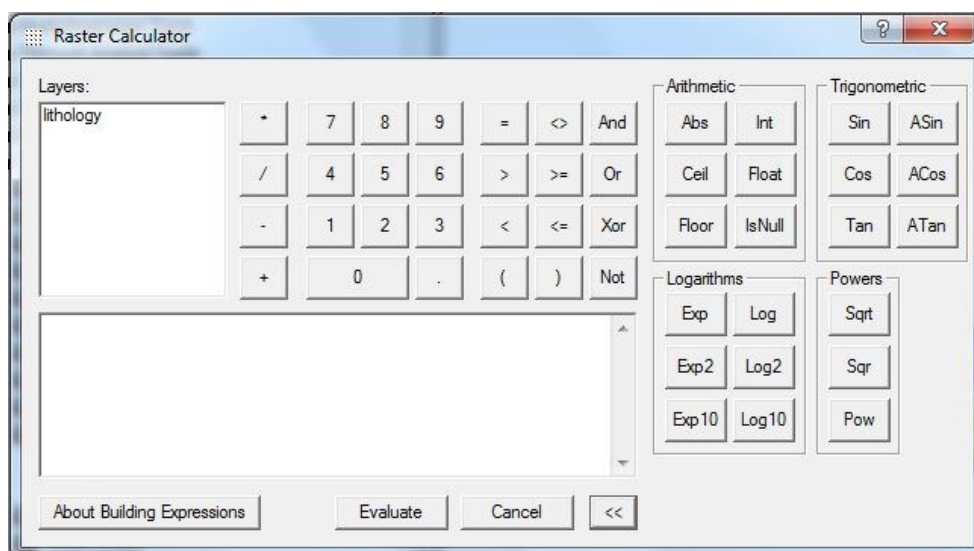 Raster Calculator
?
Layers:
lithology
* 7 8 9 = <> And
/ 4 5 6 > >= Or
- 1 2 3 < <= Xor
+ 0 . ( ) Not
Arithmetic
Abs Int
Ceil Float
Floor IsNull
Trigonometric
Sin ASin
Cos ACos
Tan ATan
Logarithms
Exp Log
Exp2 Log2
Exp10 Log10
Powers
Sqrt
Sqr
Pow
About Building Expressions Evaluate Cancel <<